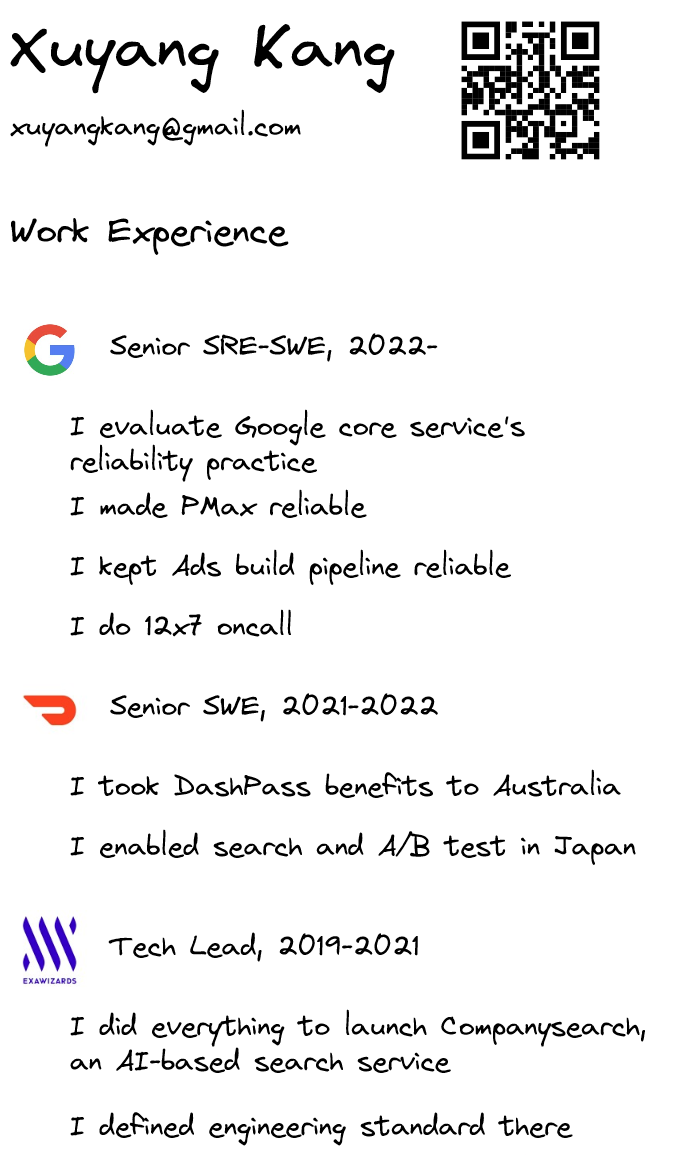 Xuyang Kang
xuyangkang@gmail.com
Work Experience
Senior SRE-SWE, 2022-
I evaluate Google core service's
reliability practice
I made PMax reliable
I kept Ads build pipeline reliable
I do 12x7 oncall
Senior SWE, 2021-2022
I took DashPass benefits to Australia
I enabled search and A/B test in Japan
EXAWIZARDS
Tech Lead, 2019-2021
I did everything to launch Companysearch,
an AI-based search service
I defined engineering standard there